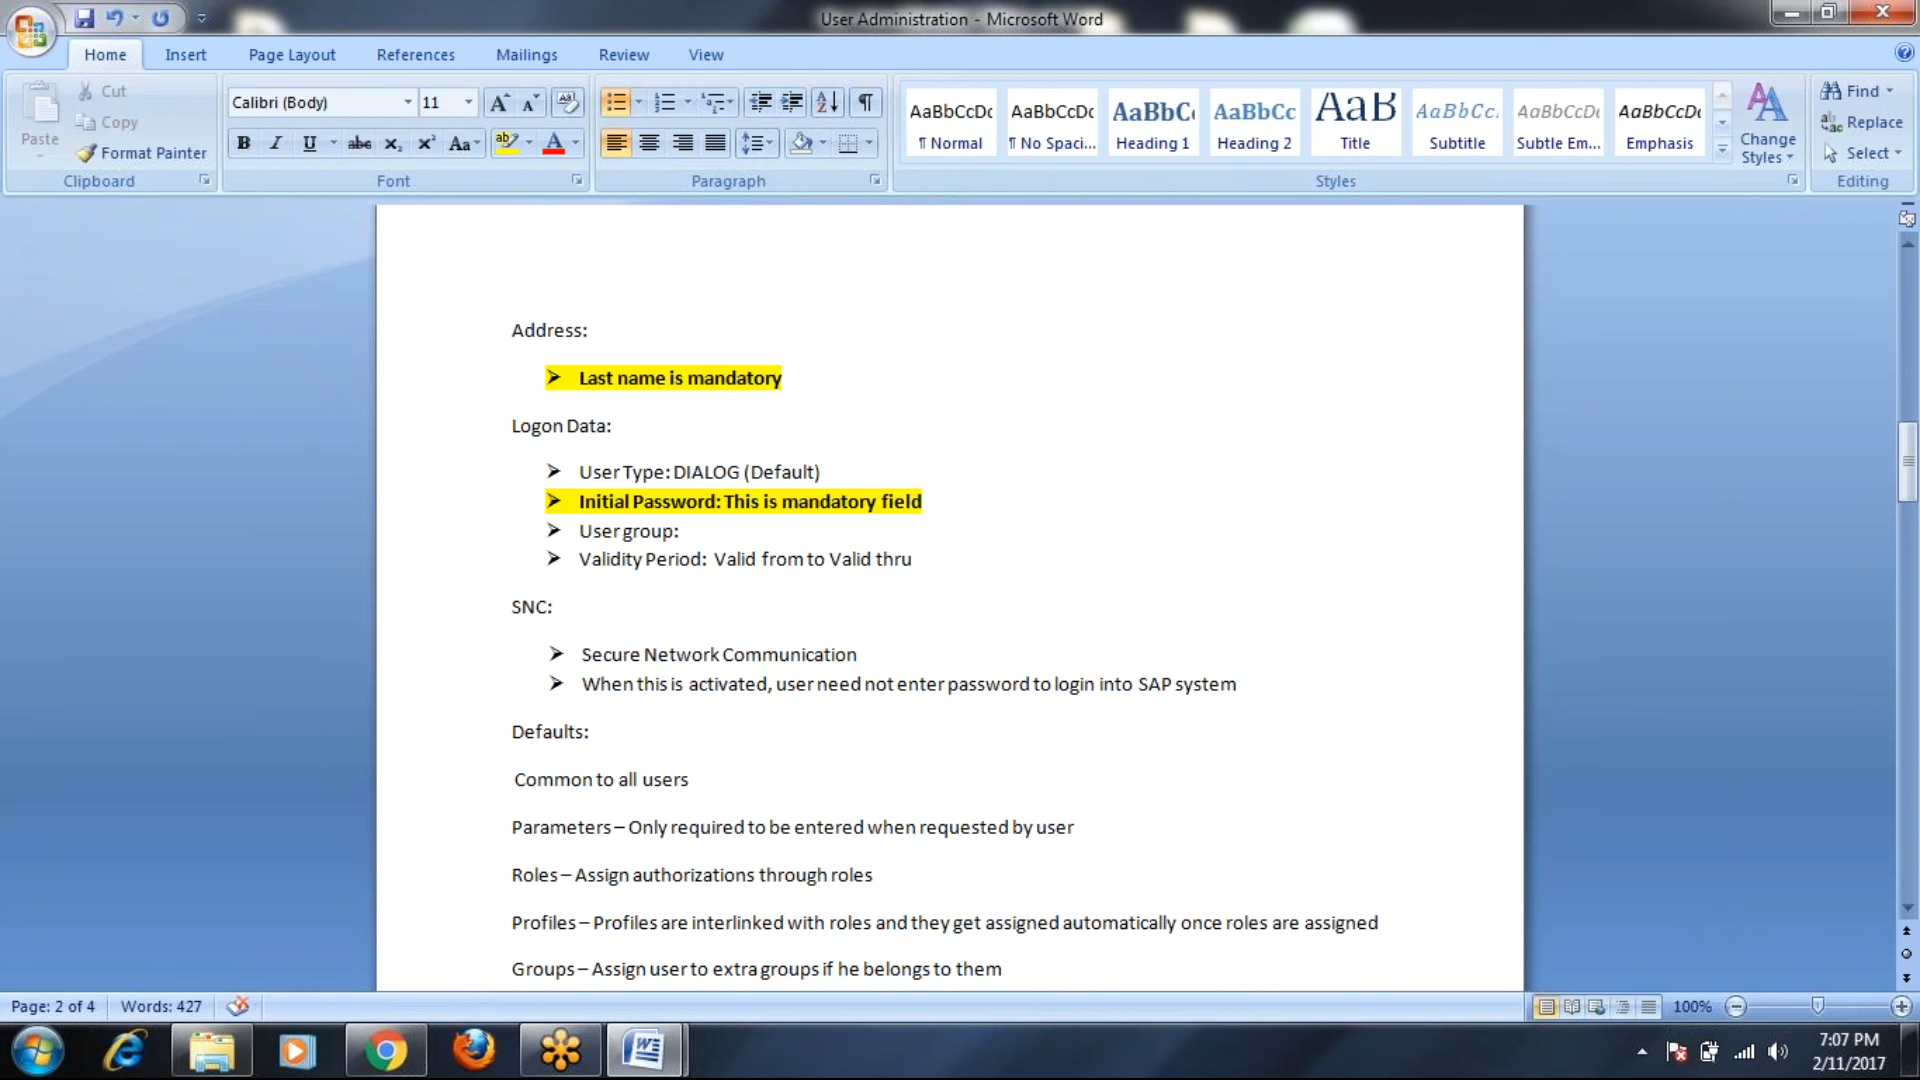 User Administration - Microsoft Word
Home Insert Page Layout References Mailings Review View
Paste
Cut
Copy
Format Painter
Clipboard
Calibri (Body) 11
Font
Paragraph
AaBbCcDc AaBbCcDc AaBbC AaBbCc AaB AaBbCc. AaBbCcDc AaBbCcDc
¶ Normal ¶ No Spaci... Heading 1 Heading 2 Title Subtitle Subtle Em... Emphasis
Change Styles
Styles
Find
Replace
Select
Editing
Address:
➢ Last name is mandatory
Logon Data:
➢ User Type: DIALOG (Default)
➢ Initial Password: This is mandatory field
➢ User group:
➢ Validity Period: Valid from to Valid thru
SNC:
➢ Secure Network Communication
➢ When this is activated, user need not enter password to login into SAP system
Defaults:
Common to all users
Parameters – Only required to be entered when requested by user
Roles – Assign authorizations through roles
Profiles – Profiles are interlinked with roles and they get assigned automatically once roles are assigned
Groups – Assign user to extra groups if he belongs to them
Page: 2 of 4 Words: 427 100%
7:07 PM
2/11/2017